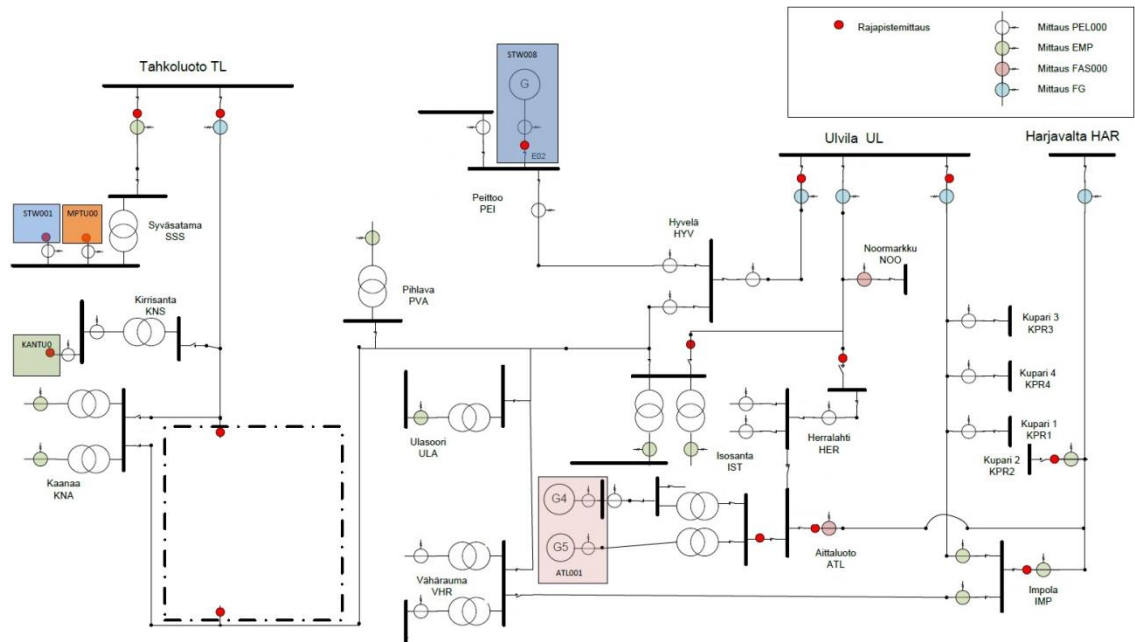 Rajapistemittaus
Mittaus PEL000
Mittaus EMP
Mittaus FAS000
Mittaus FG
Tahkoluoto TL
STW008
G
E02
Ulvila UL
Harjavalta HAR
Peittoo
PEI
STW001
MPTU00
Syväsatama
SSS
Hyvelä
HYV
Noormarkku
NOO
Pihlava
PVA
Kirrisanta
KNS
KANTU0
Kupari 3
KPR3
Kupari 4
KPR4
Kupari 1
KPR1
Kupari 2
KPR2
Ulasoori
ULA
Isosanta
IST
Herralahti
HER
Kaanaa
KNA
G4
G5
ATL001
Aittaluoto
ATL
Vähärauma
VHR
Impola
IMP